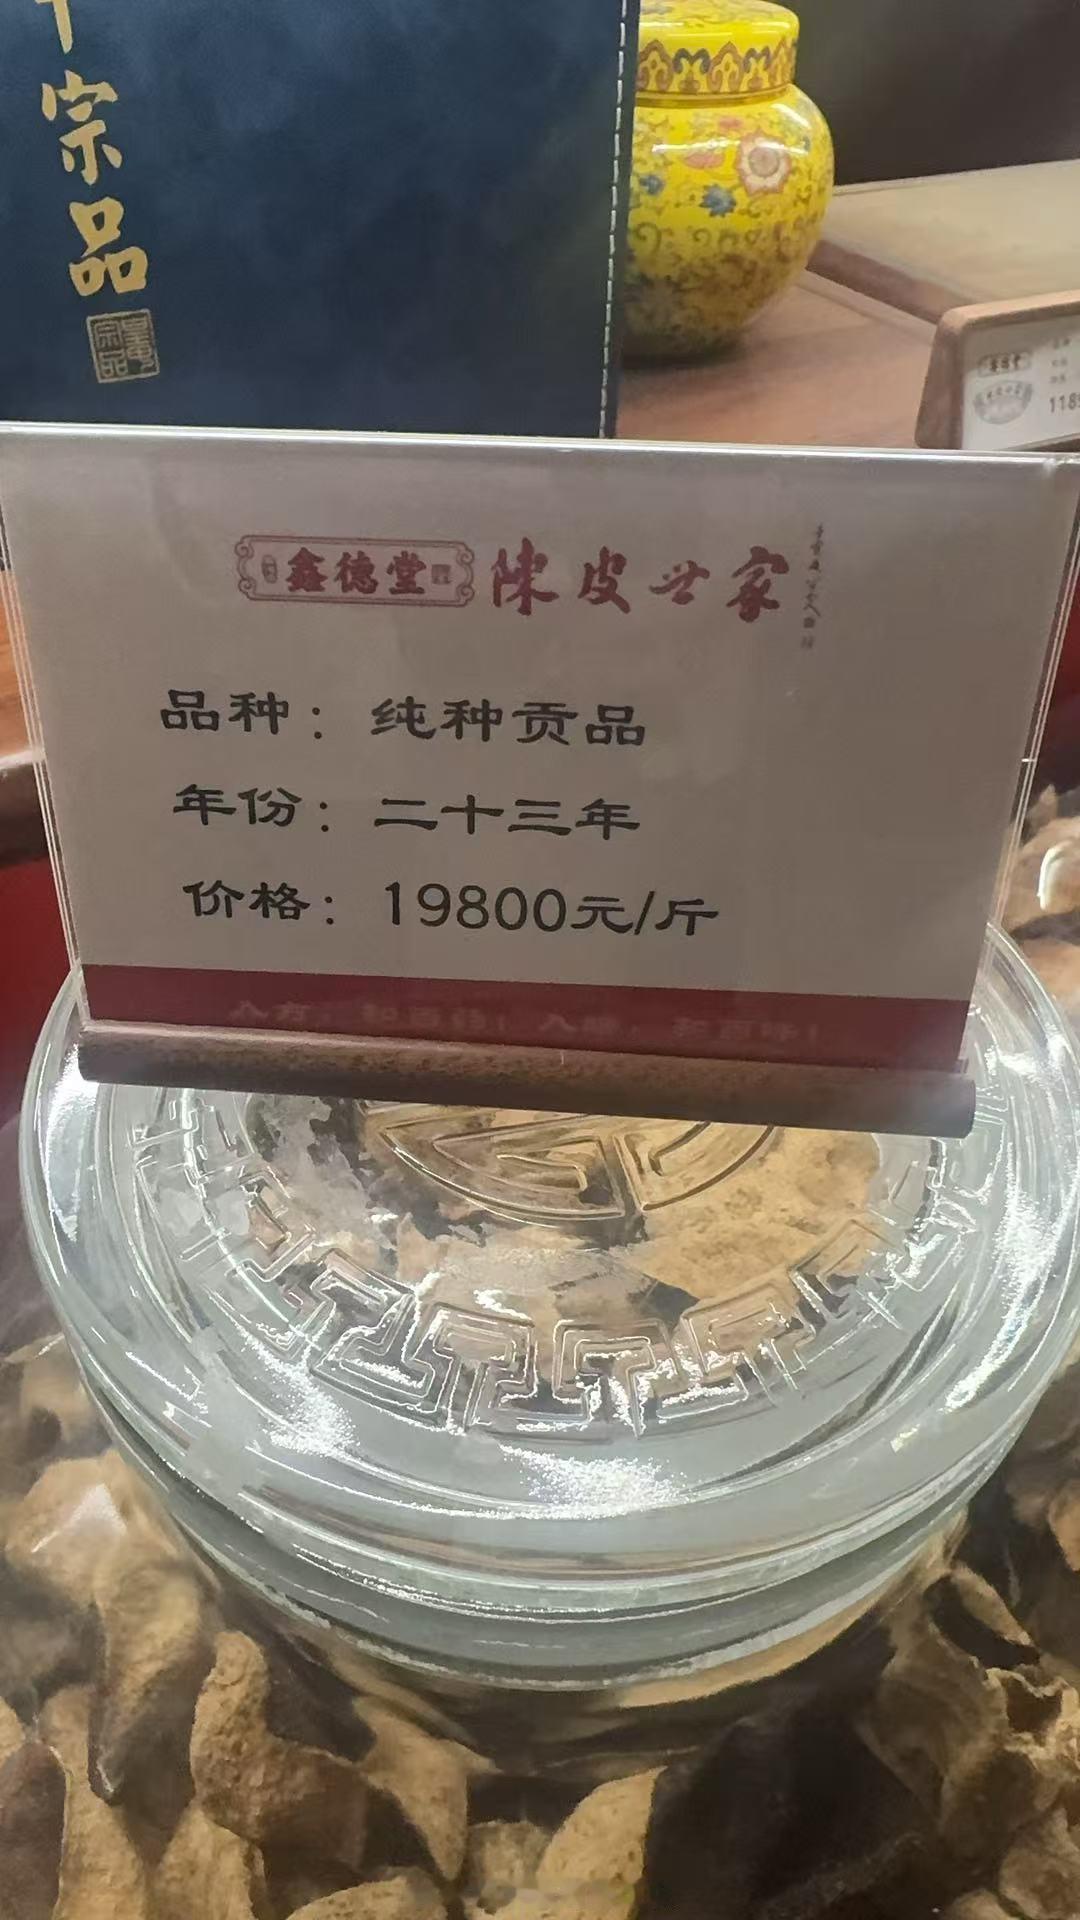 宗品
鑫德堂 陳皮世家
品种：纯种贡品
年份：二十三年
价格：19800元/斤